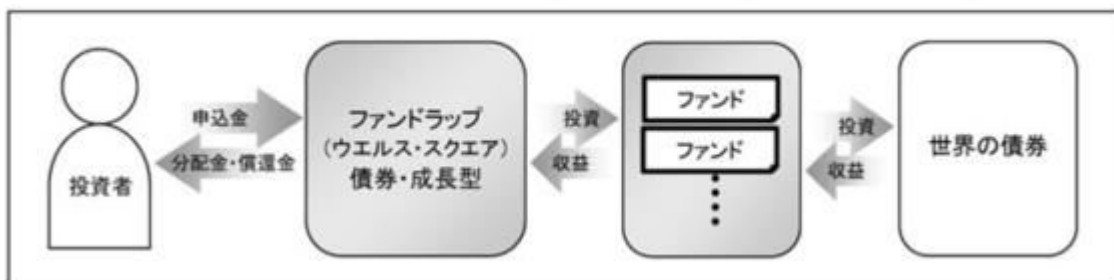 投資者
申込金
分配金・償還金
ファンドラップ
(ウエルス・スクエア)
債券・成長型
投資
収益
ファンド
ファンド
投資
収益
世界の債券